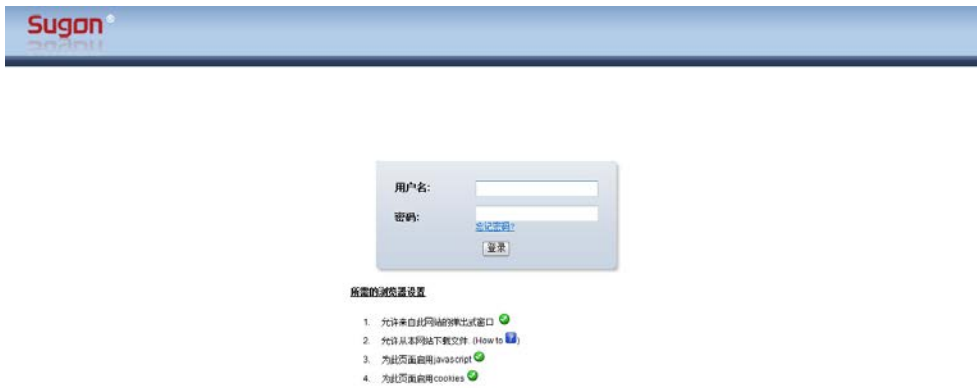 Sugon
用户名:
密码:
忘记密码?
登录
所需的浏览器设置
1. 允许来自此网站的弹出式窗口
2. 允许从本网站下载文件. (How to ?)
3. 为此页面启用javascript
4. 为此页面启用cookies